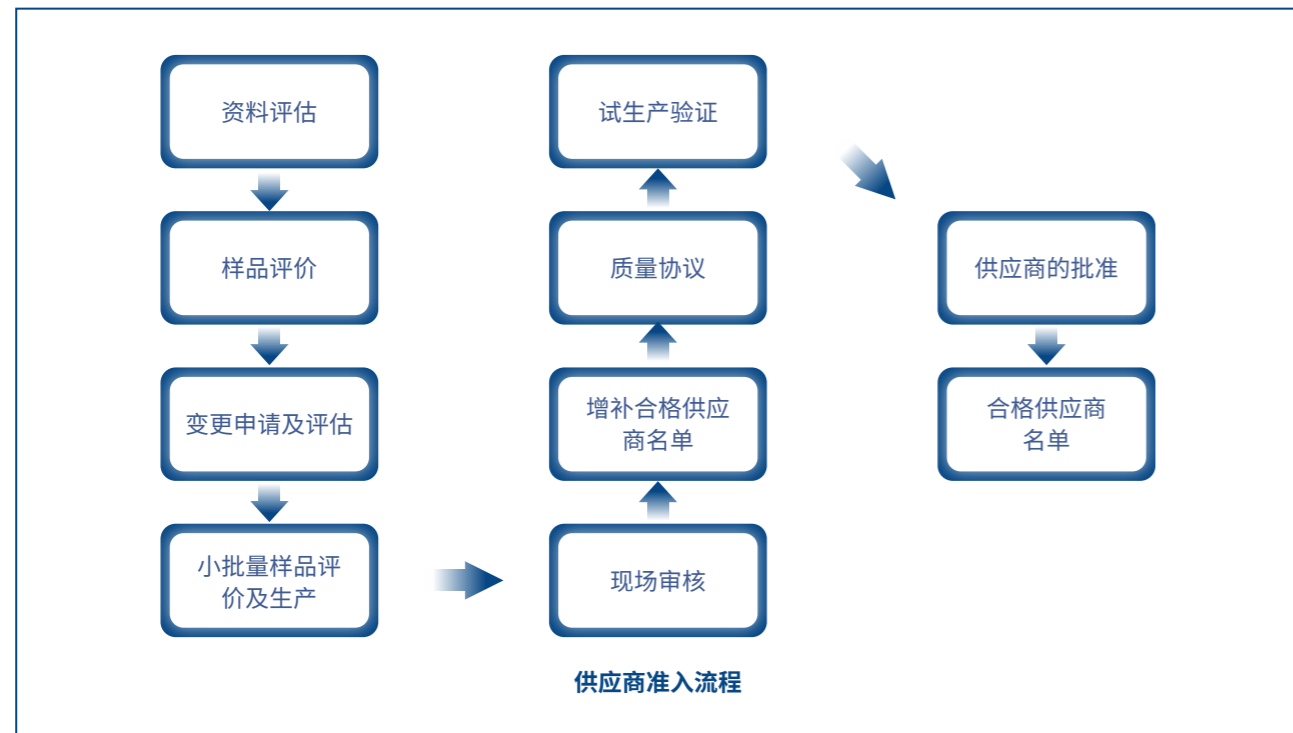 资料评估
样品评价
变更申请及评估
小批量样品评
价及生产
现场审核
增补合格供应
商名单
质量协议
试生产验证
供应商的批准
合格供应商
名单
供应商准入流程